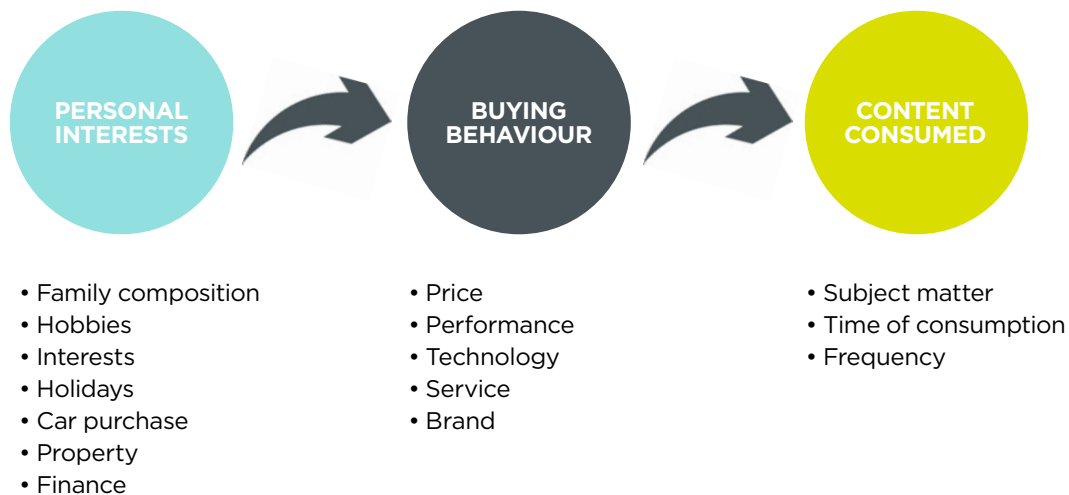 PERSONAL
INTERESTS
BUYING
BEHAVIOUR
CONTENT
CONSUMED
• Family composition
• Hobbies
• Interests
• Holidays
• Car purchase
• Property
• Finance
• Price
• Performance
• Technology
• Service
• Brand
• Subject matter
• Time of consumption
• Frequency